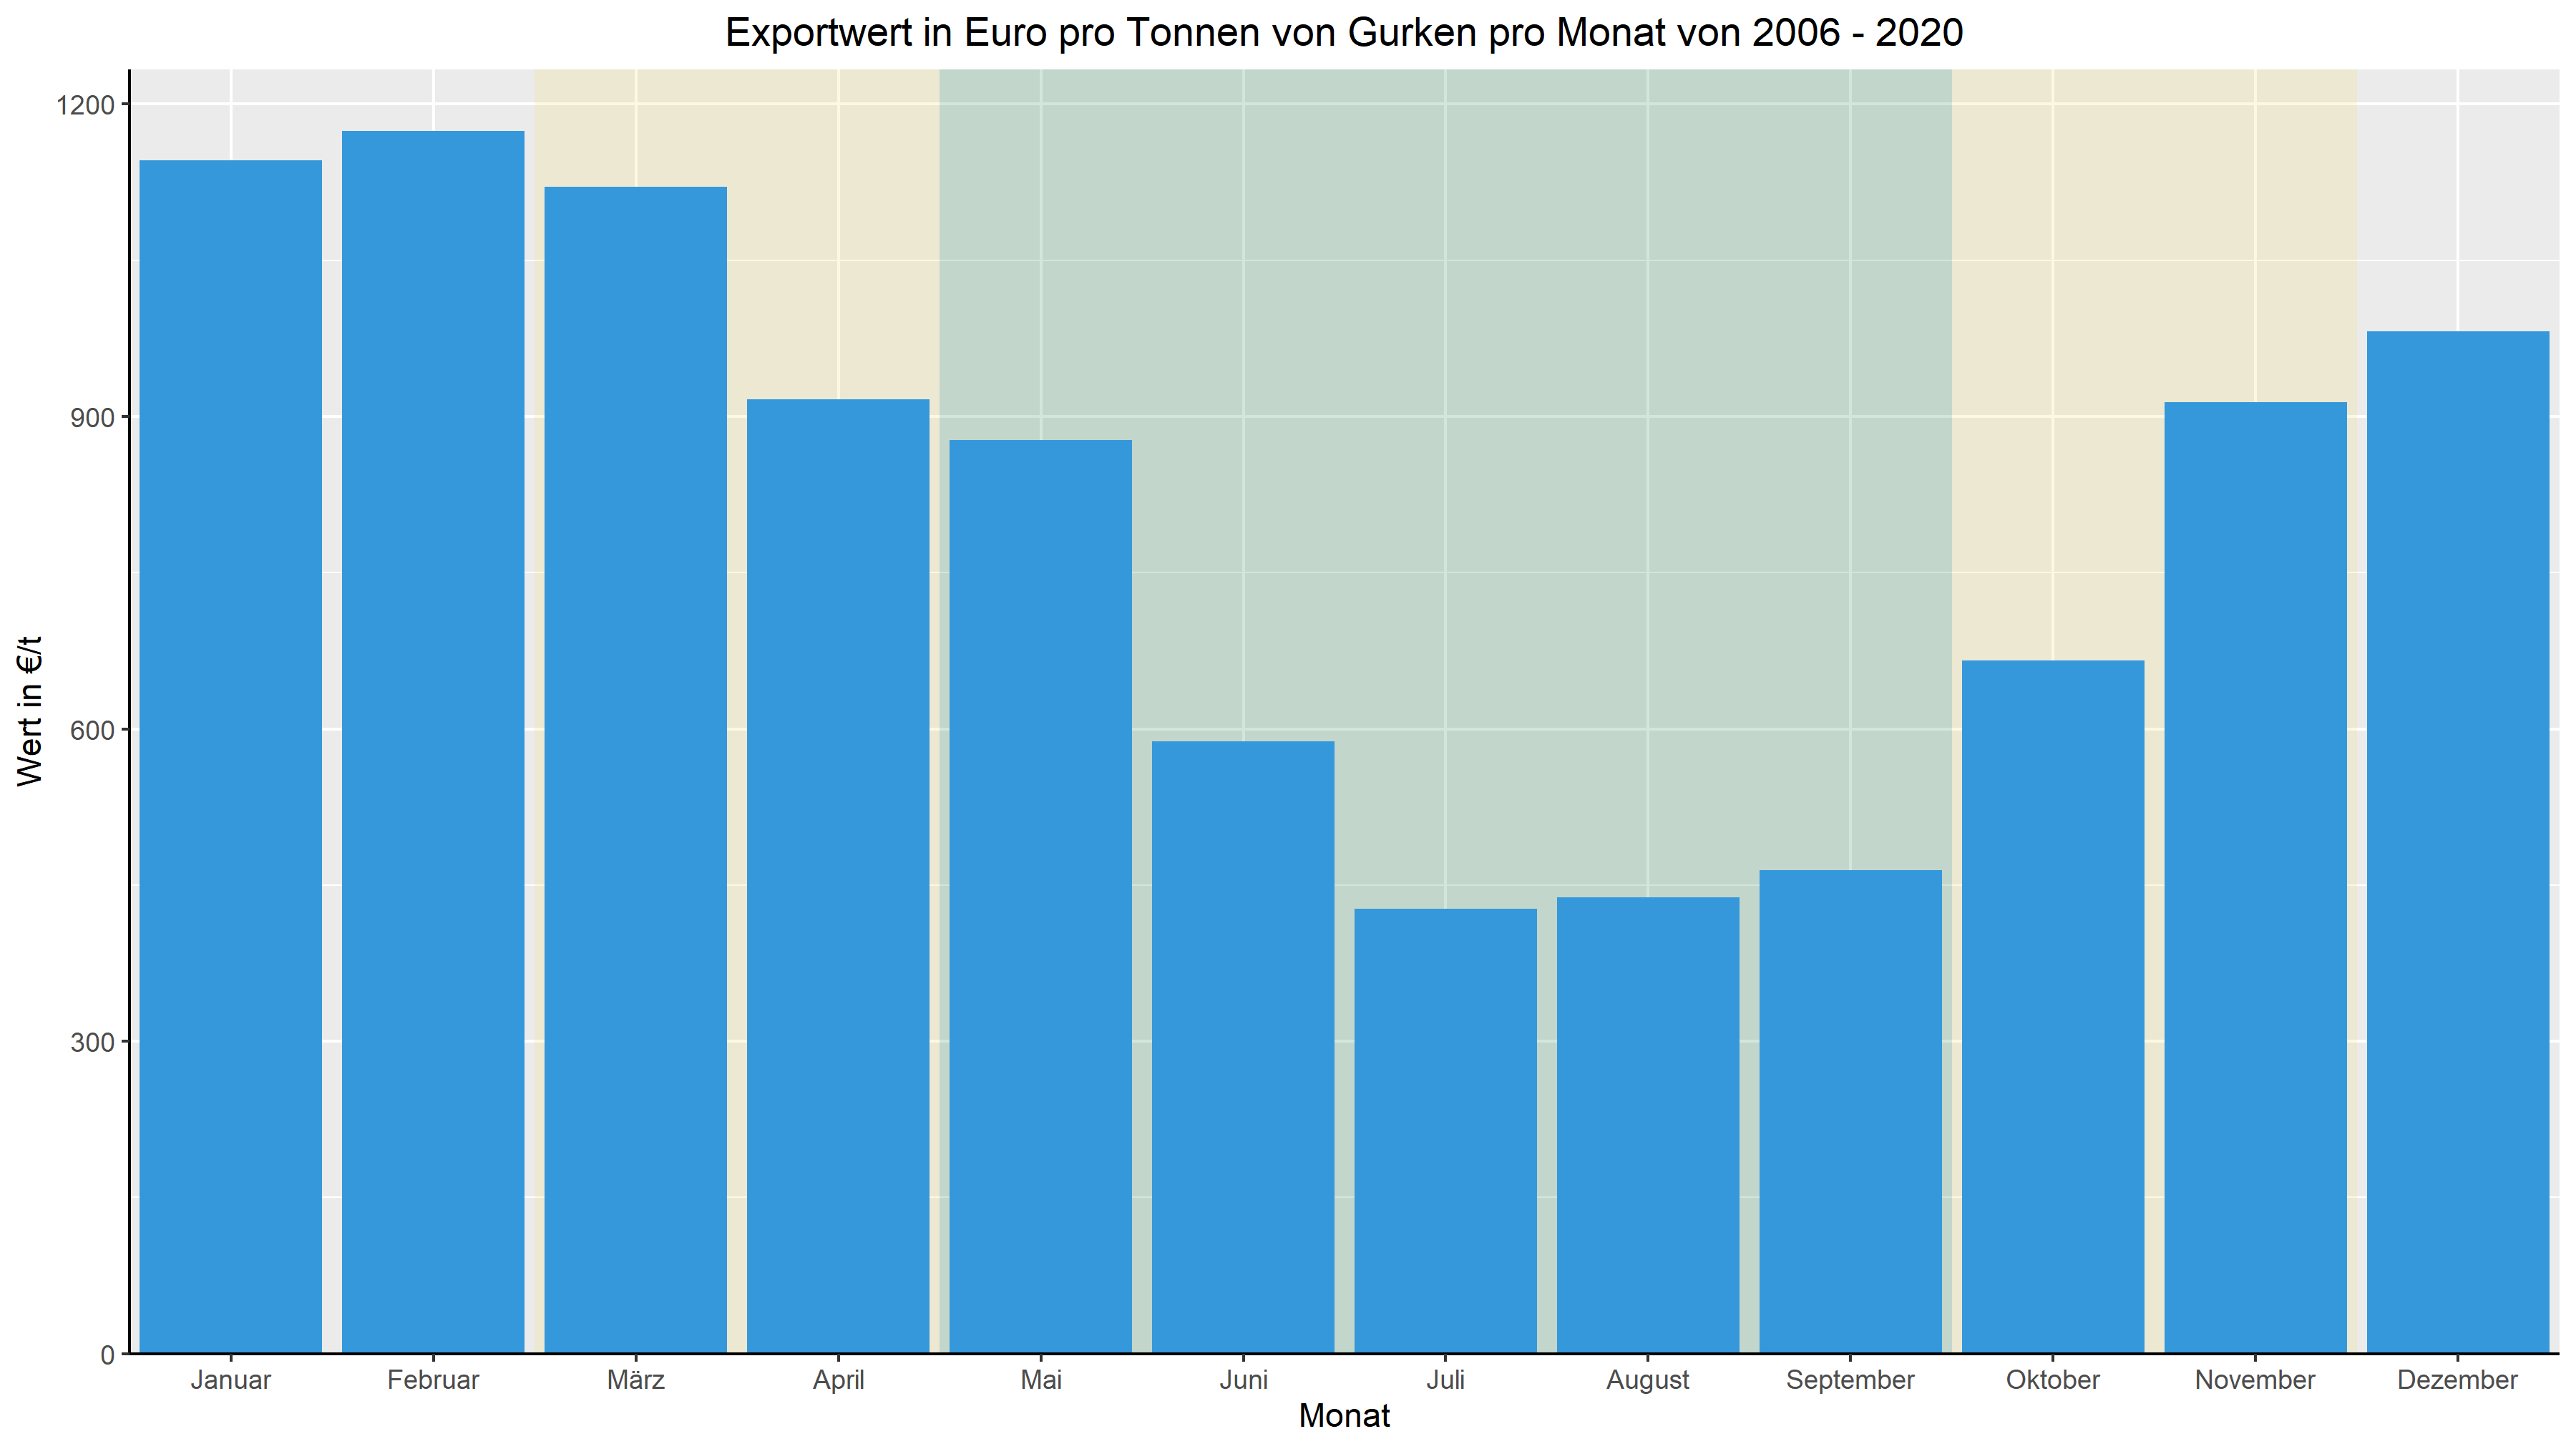 Exportwert in Euro pro Tonnen von Gurken pro Monat von 2006 - 2020
Wert in €/t
1200
900
600
300
0
Januar Februar März April Mai Juni Juli August September Oktober November Dezember
Monat